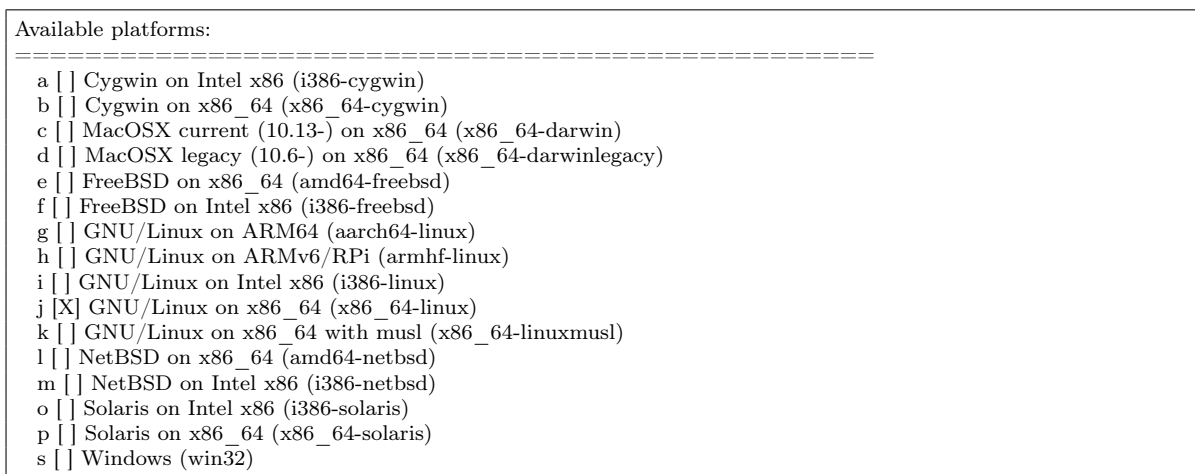 Available platforms:
===================================================
a [ ] Cygwin on Intel x86 (i386-cygwin)
b [ ] Cygwin on x86_64 (x86_64-cygwin)
c [ ] MacOSX current (10.13-) on x86_64 (x86_64-darwin)
d [ ] MacOSX legacy (10.6-) on x86_64 (x86_64-darwinlegacy)
e [ ] FreeBSD on x86_64 (amd64-freebsd)
f [ ] FreeBSD on Intel x86 (i386-freebsd)
g [ ] GNU/Linux on ARM64 (aarch64-linux)
h [ ] GNU/Linux on ARMv6/RPi (armhf-linux)
i [ ] GNU/Linux on Intel x86 (i386-linux)
j [X] GNU/Linux on x86_64 (x86_64-linux)
k [ ] GNU/Linux on x86_64 with musl (x86_64-linuxmusl)
l [ ] NetBSD on x86_64 (amd64-netbsd)
m [ ] NetBSD on Intel x86 (i386-netbsd)
o [ ] Solaris on Intel x86 (i386-solaris)
p [ ] Solaris on x86_64 (x86_64-solaris)
s [ ] Windows (win32)